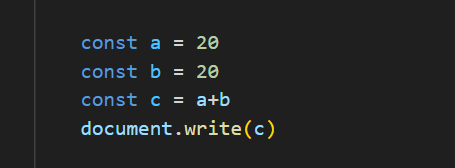 const a = 20
const b = 20
const c = a+b
document.write(c)